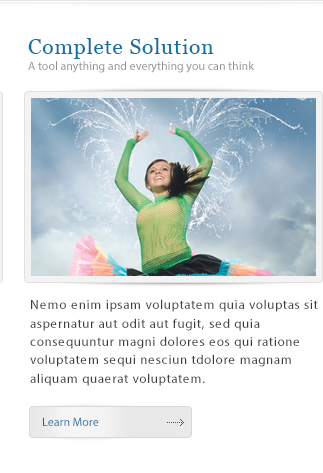 Complete Solution
A tool anything and everything you can think
Nemo enim ipsam voluptatem quia voluptas sit
aspernatur aut odit aut fugit, sed quia
consequuntur magni dolores eos qui ratione
voluptatem sequi nesciun tdolore magnam
aliquam quaerat voluptatem.
Learn More